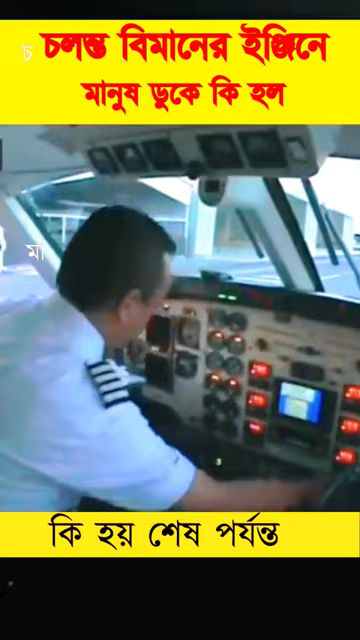 চলন্ত বিমানের ইঞ্জিনে
মানুষ ডুকে কি হল
চ
মা
কি হয় শেষ পর্যন্ত